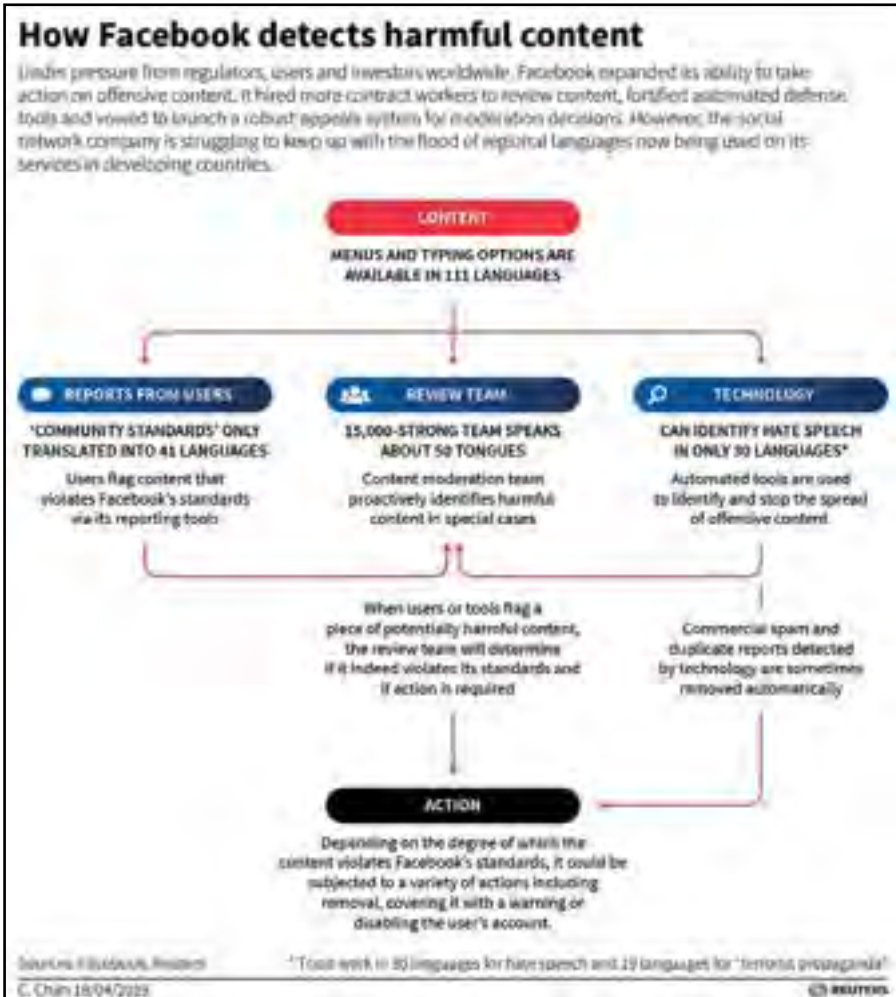 How Facebook detects harmful content
Under pressure from regulators, users and investors worldwide, Facebook expanded its ability to take
action on offensive content. It hired more contract workers to review content, fortified automated defense
tools and vowed to launch a robust appeals system for moderation decisions. However, the social
network company is struggling to keep up with the flood of regional languages now being used on its
services in developing countries.
CONTENT
MENUS AND TYPING OPTIONS ARE
AVAILABLE IN 111 LANGUAGES
REPORTS FROM USERS
'COMMUNITY STANDARDS' ONLY
TRANSLATED INTO 41 LANGUAGES
Users flag content that
violates Facebook's standards
via its reporting tools
REVIEW TEAM
15,000-STRONG TEAM SPEAKS
ABOUT 50 TONGUES
Content moderation team
proactively identifies harmful
content in special cases
TECHNOLOGY
CAN IDENTIFY HATE SPEECH
IN ONLY 30 LANGUAGES*
Automated tools are used
to identify and stop the spread
of offensive content
When users or tools flag a
piece of potentially harmful content,
the review team will determine
if it indeed violates its standards and
if action is required
Commercial spam and
duplicate reports detected
by technology are sometimes
removed automatically
ACTION
Depending on the degree of which the
content violates Facebook's standards, it could be
subjected to a variety of actions including
removal, covering it with a warning or
disabling the user's account.
Sources: Facebook, Reuters
*Tools work in 30 languages for hate speech and 19 languages for "terrorist propaganda"
C. Chan 18/04/2019
REUTERS